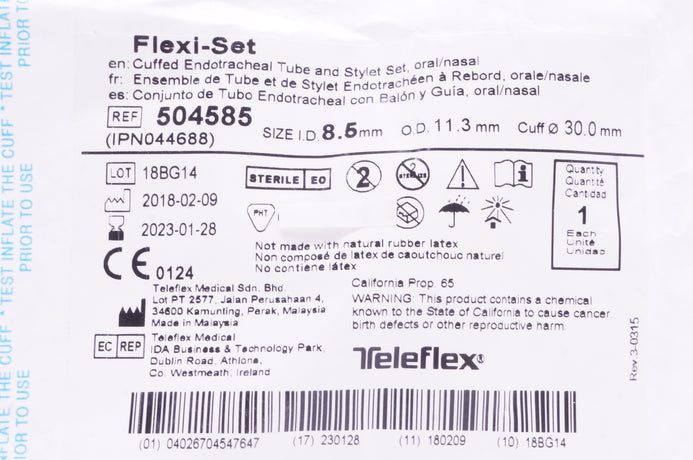 Flexi-Set
en: Cuffed Endotracheal Tube and Stylet Set, oral/nasal
fr: Ensemble de Tube et de Stylet Endotrachéen à Rebord, orale/nasale
es: Conjunto de Tubo Endotracheal con Balón y Guía, oral/nasal
REF 504585 SIZE I.D. 8.5mm O.D. 11.3 mm Cuff Ø 30.0 mm
(IPN044688)
LOT 18BG14
2018-02-09
2023-01-28
CE 0124
STERILE EO
2
STERILIZE
i
PHT
Quantity
Quantité
Cantidad
1
Each
Unité
Unidad
Not made with natural rubber latex
Non composé de latex de caoutchouc naturel
No contiene látex
Teleflex Medical Sdn. Bhd.
Lot PT 2577, Jalan Perusahaan 4,
34600 Kamunting, Perak, Malaysia
Made in Malaysia
EC REP
Teleflex Medical
IDA Business & Technology Park,
Dublin Road, Athlone,
Co. Westmeath, Ireland
California Prop. 65
WARNING: This product contains a chemical
known to the State of California to cause cancer
birth defects or other reproductive harm.
Teleflex®
Rev.3-0315
(01) 04026704547647 (17) 230128 (11) 180209 (10) 18BG14
FLATE THE CUFF * TEST INFLATE THE CUFF * TEST INFLAT
IOR TO USE PRIOR TO USE PRIOR TO